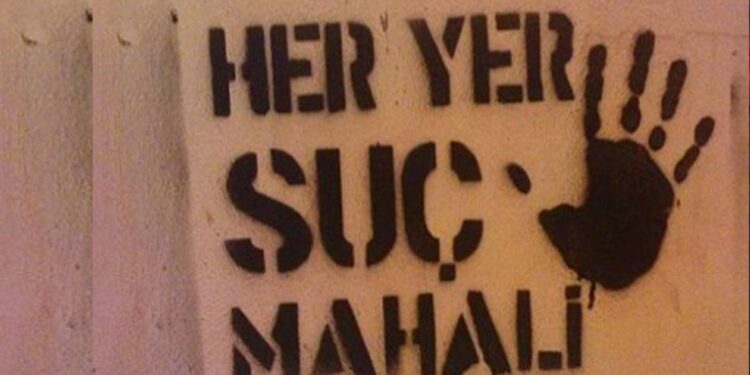 HER YER
SUÇ
MAHALİ